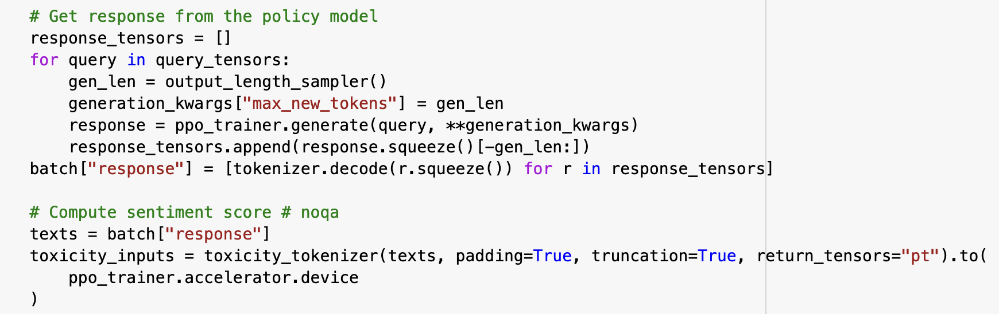 # Get response from the policy model
response_tensors = []
for query in query_tensors:
    gen_len = output_length_sampler()
    generation_kwargs["max_new_tokens"] = gen_len
    response = ppo_trainer.generate(query, **generation_kwargs)
    response_tensors.append(response.squeeze()[-gen_len:])
batch["response"] = [tokenizer.decode(r.squeeze()) for r in response_tensors]

# Compute sentiment score # noqa
texts = batch["response"]
toxicity_inputs = toxicity_tokenizer(texts, padding=True, truncation=True, return_tensors="pt").to(
    ppo_trainer.accelerator.device
)